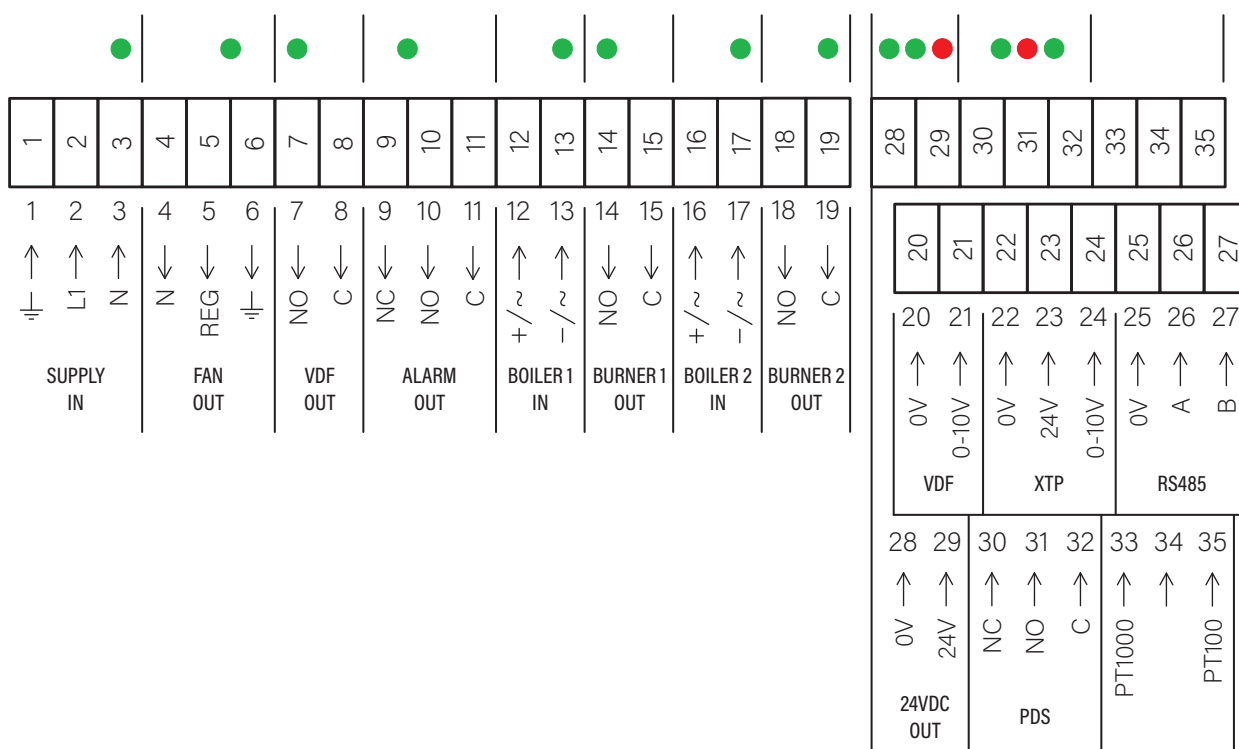 1 2 3 4 5 6 7 8 9 10 11 12 13 14 15 16 17 18 19
28 29 30 31 32 33 34 35
1 2 3 4 5 6 7 8 9 10 11 12 13 14 15 16 17 18 19
L1 N N REG NO C NC NO C +/~ -/~ NO C +/~ -/~ NO C
SUPPLY IN
FAN OUT
VDF OUT
ALARM OUT
BOILER 1 IN
BURNER 1 OUT
BOILER 2 IN
BURNER 2 OUT
20 21 22 23 24 25 26 27
20 21 22 23 24 25 26 27
0V 0-10V 0V 24V 0-10V 0V A B
VDF XTP RS485
28 29 30 31 32 33 34 35
0V 24V NC NO C PT1000 PT100
24VDC OUT
PDS